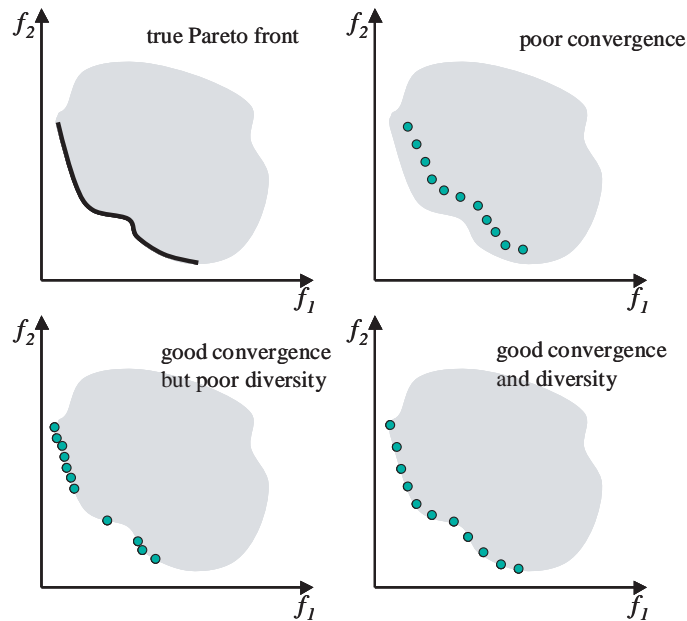 f2
true Pareto front
f1
f2
poor convergence
f1
f2
good convergence
but poor diversity
f1
f2
good convergence
and diversity
f1